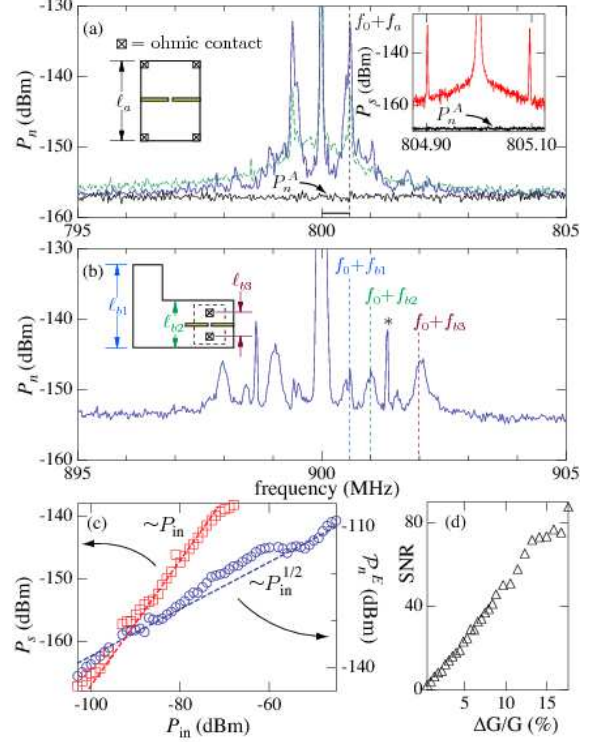 -130
-140
-150
-160
Pn (dBm)
(a)
⊠ = ohmic contact
ℓa
f0+fa
-140
-160
Ps (dBm)
PnA
804.90
805.10
PnA
795
800
805
-130
-140
-150
-160
Pn (dBm)
(b)
ℓb1
ℓb2
ℓb3
f0+fb1
f0+fb2
*
f0+fb3
895
900
905
frequency (MHz)
-140
-150
-160
Ps (dBm)
(c)
~Pin
~Pin1/2
-110
-140
PnE (dBm)
-100
-80
-60
Pin (dBm)
(d)
80
40
0
SNR
5
10
15
ΔG/G (%)